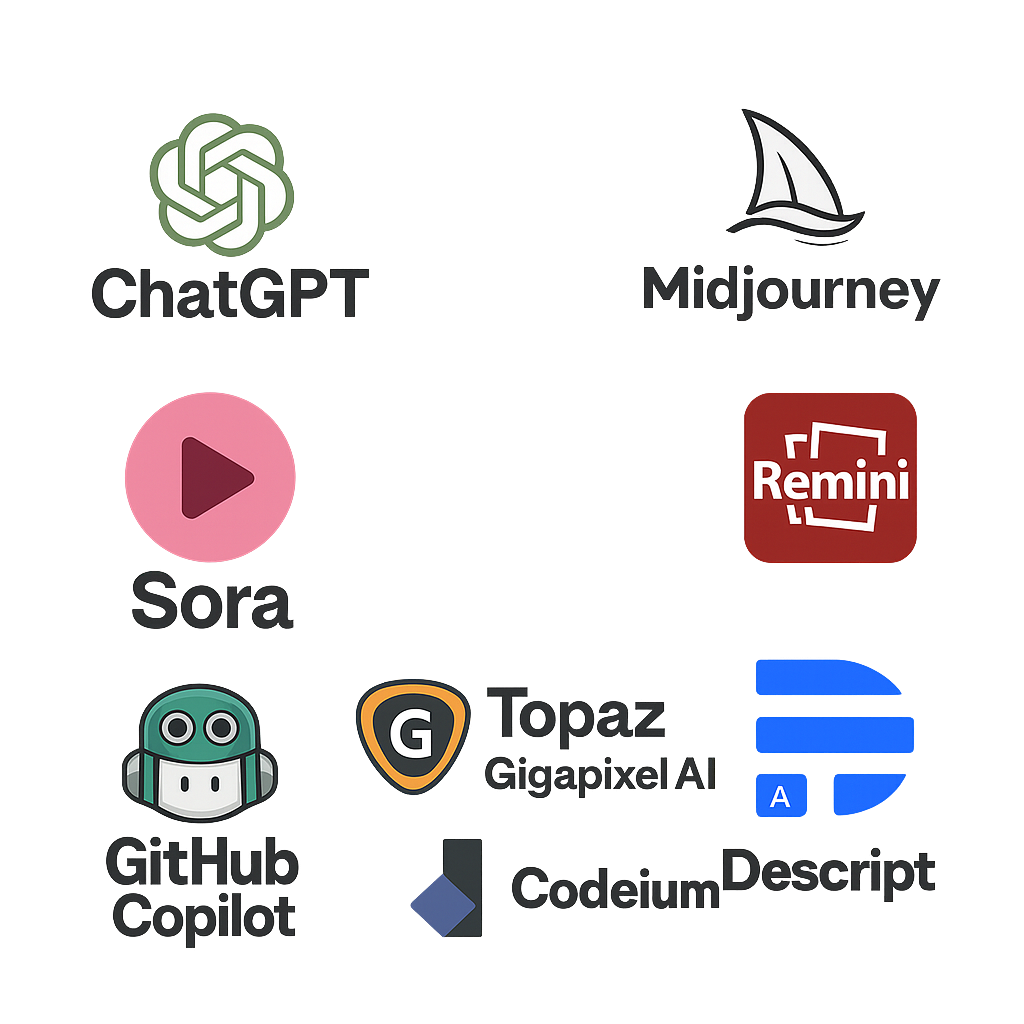 ChatGPT
Midjourney
Sora
Remini
GitHub
Copilot
G
Topaz
Gigapixel AI
Codeium
A
Descript